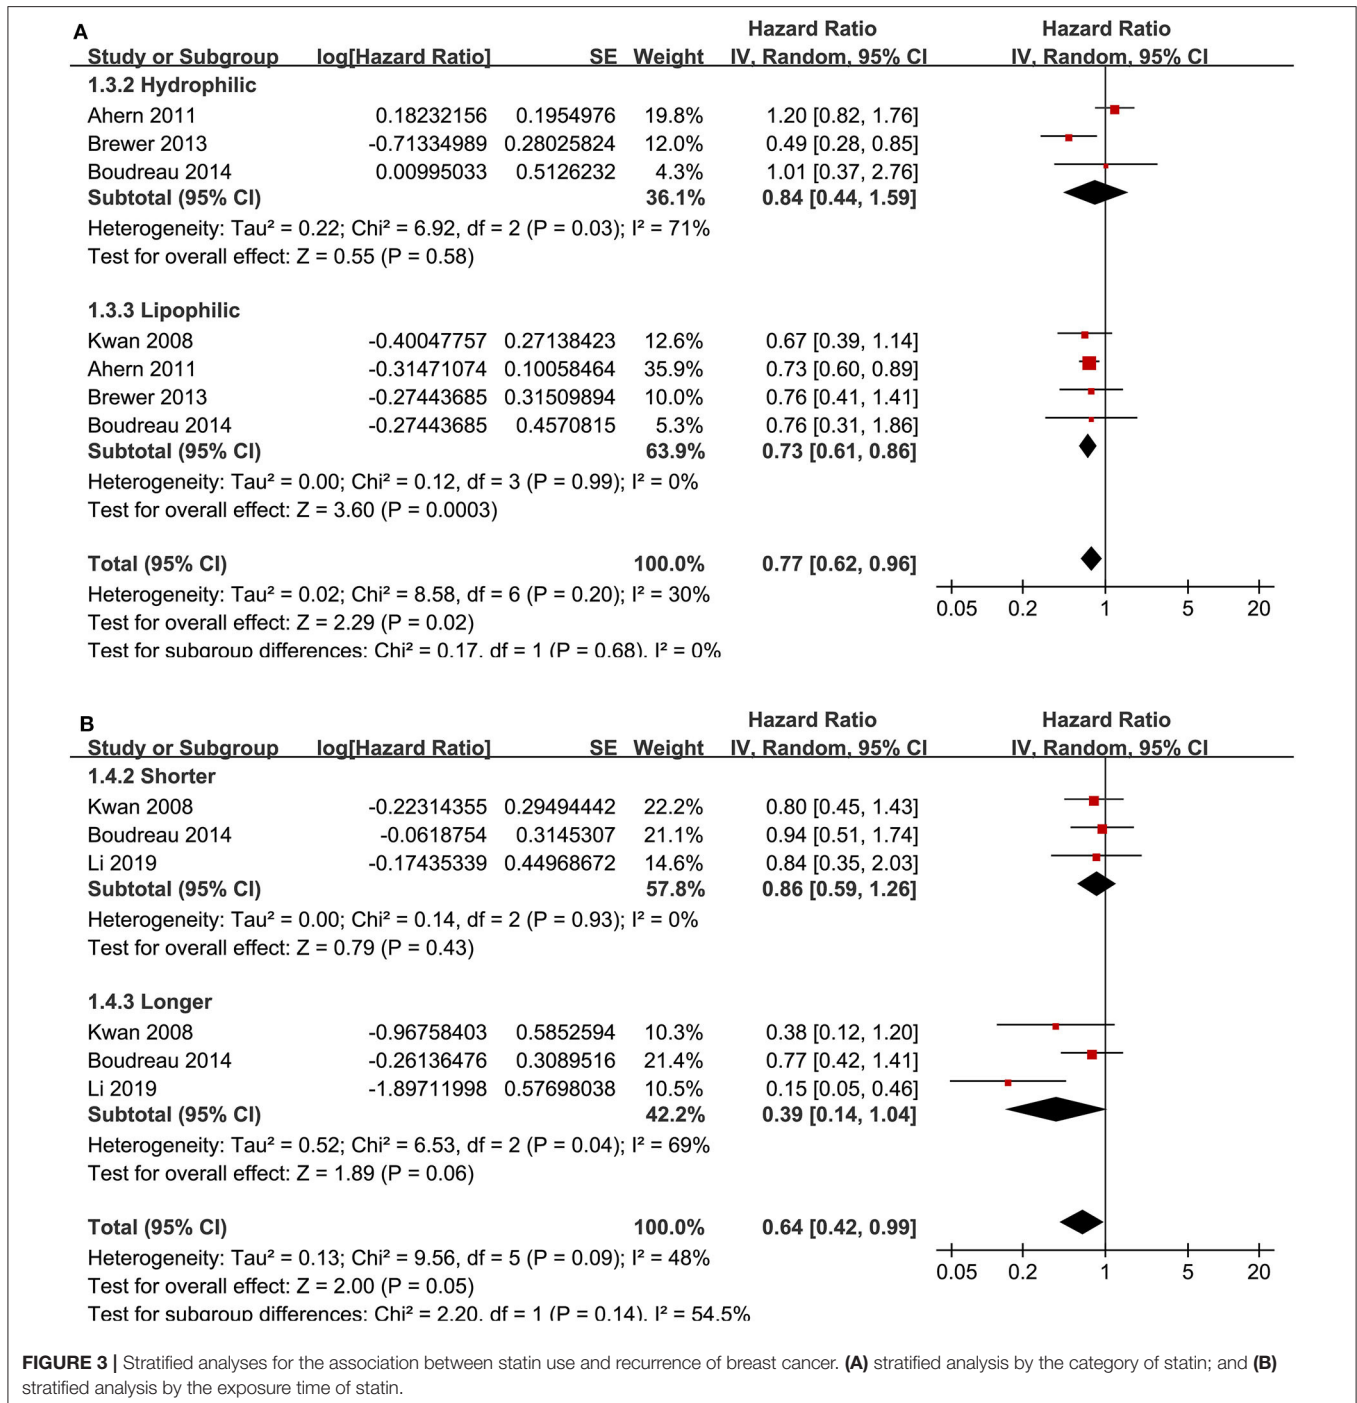 A
Hazard Ratio Hazard Ratio
Study or Subgroup log[Hazard Ratio] SE Weight IV, Random, 95% CI IV, Random, 95% CI
1.3.2 Hydrophilic
Ahern 2011 0.18232156 0.1954976 19.8% 1.20 [0.82, 1.76]
Brewer 2013 -0.71334989 0.28025824 12.0% 0.49 [0.28, 0.85]
Boudreau 2014 0.00995033 0.5126232 4.3% 1.01 [0.37, 2.76]
Subtotal (95% CI) 36.1% 0.84 [0.44, 1.59]
Heterogeneity: Tau² = 0.22; Chi² = 6.92, df = 2 (P = 0.03); I² = 71%
Test for overall effect: Z = 0.55 (P = 0.58)
1.3.3 Lipophilic
Kwan 2008 -0.40047757 0.27138423 12.6% 0.67 [0.39, 1.14]
Ahern 2011 -0.31471074 0.10058464 35.9% 0.73 [0.60, 0.89]
Brewer 2013 -0.27443685 0.31509894 10.0% 0.76 [0.41, 1.41]
Boudreau 2014 -0.27443685 0.4570815 5.3% 0.76 [0.31, 1.86]
Subtotal (95% CI) 63.9% 0.73 [0.61, 0.86]
Heterogeneity: Tau² = 0.00; Chi² = 0.12, df = 3 (P = 0.99); I² = 0%
Test for overall effect: Z = 3.60 (P = 0.0003)
Total (95% CI) 100.0% 0.77 [0.62, 0.96]
Heterogeneity: Tau² = 0.02; Chi² = 8.58, df = 6 (P = 0.20); I² = 30%
0.05 0.2 1 5 20
Test for overall effect: Z = 2.29 (P = 0.02)
Test for subgroup differences: Chi² = 0.17, df = 1 (P = 0.68), I² = 0%
B
Hazard Ratio Hazard Ratio
Study or Subgroup log[Hazard Ratio] SE Weight IV, Random, 95% CI IV, Random, 95% CI
1.4.2 Shorter
Kwan 2008 -0.22314355 0.29494442 22.2% 0.80 [0.45, 1.43]
Boudreau 2014 -0.0618754 0.3145307 21.1% 0.94 [0.51, 1.74]
Li 2019 -0.17435339 0.44968672 14.6% 0.84 [0.35, 2.03]
Subtotal (95% CI) 57.8% 0.86 [0.59, 1.26]
Heterogeneity: Tau² = 0.00; Chi² = 0.14, df = 2 (P = 0.93); I² = 0%
Test for overall effect: Z = 0.79 (P = 0.43)
1.4.3 Longer
Kwan 2008 -0.96758403 0.5852594 10.3% 0.38 [0.12, 1.20]
Boudreau 2014 -0.26136476 0.3089516 21.4% 0.77 [0.42, 1.41]
Li 2019 -1.89711998 0.57698038 10.5% 0.15 [0.05, 0.46]
Subtotal (95% CI) 42.2% 0.39 [0.14, 1.04]
Heterogeneity: Tau² = 0.52; Chi² = 6.53, df = 2 (P = 0.04); I² = 69%
Test for overall effect: Z = 1.89 (P = 0.06)
Total (95% CI) 100.0% 0.64 [0.42, 0.99]
Heterogeneity: Tau² = 0.13; Chi² = 9.56, df = 5 (P = 0.09); I² = 48%
0.05 0.2 1 5 20
Test for overall effect: Z = 2.00 (P = 0.05)
Test for subgroup differences: Chi² = 2.20, df = 1 (P = 0.14), I² = 54.5%
FIGURE 3 | Stratified analyses for the association between statin use and recurrence of breast cancer. (A) stratified analysis by the category of statin; and (B)
stratified analysis by the exposure time of statin.